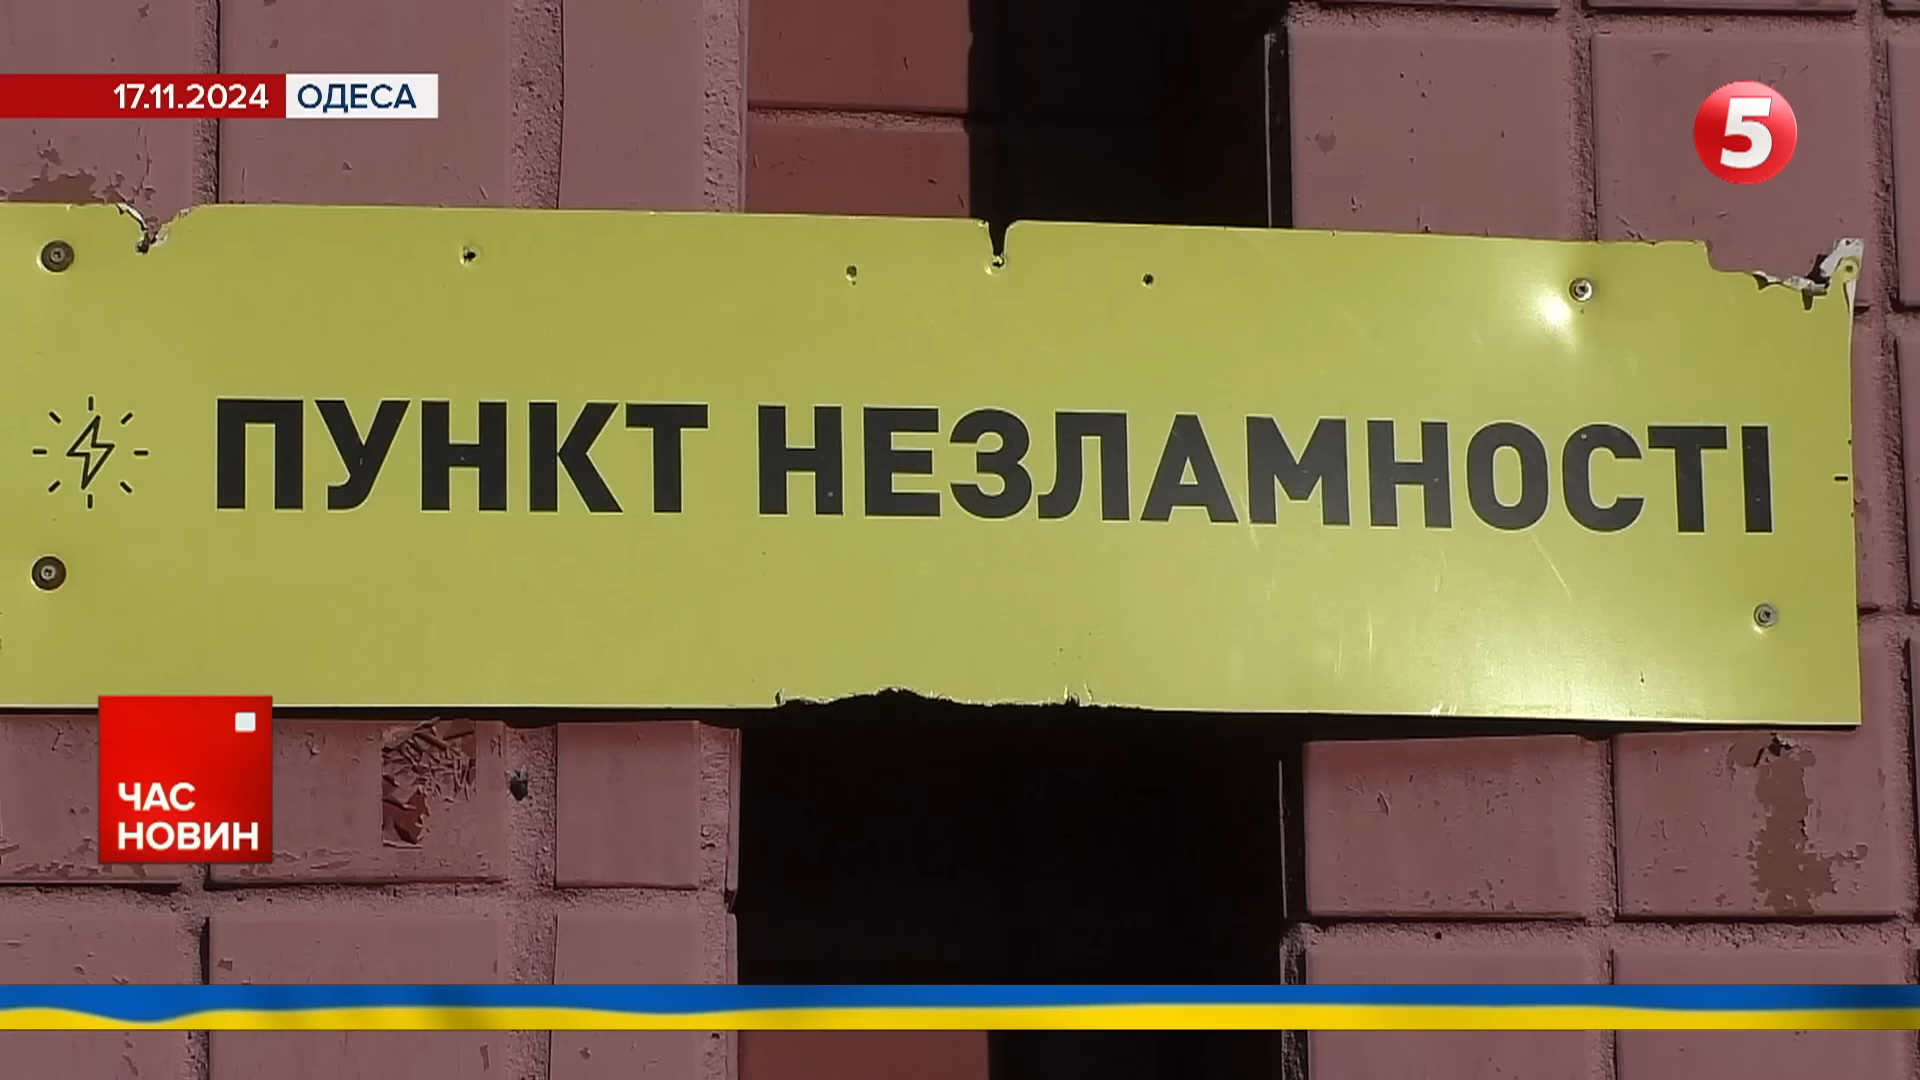 17.11.2024 ОДЕСА
5
ПУНКТ НЕЗЛАМНОСТІ
ЧАС
НОВИН